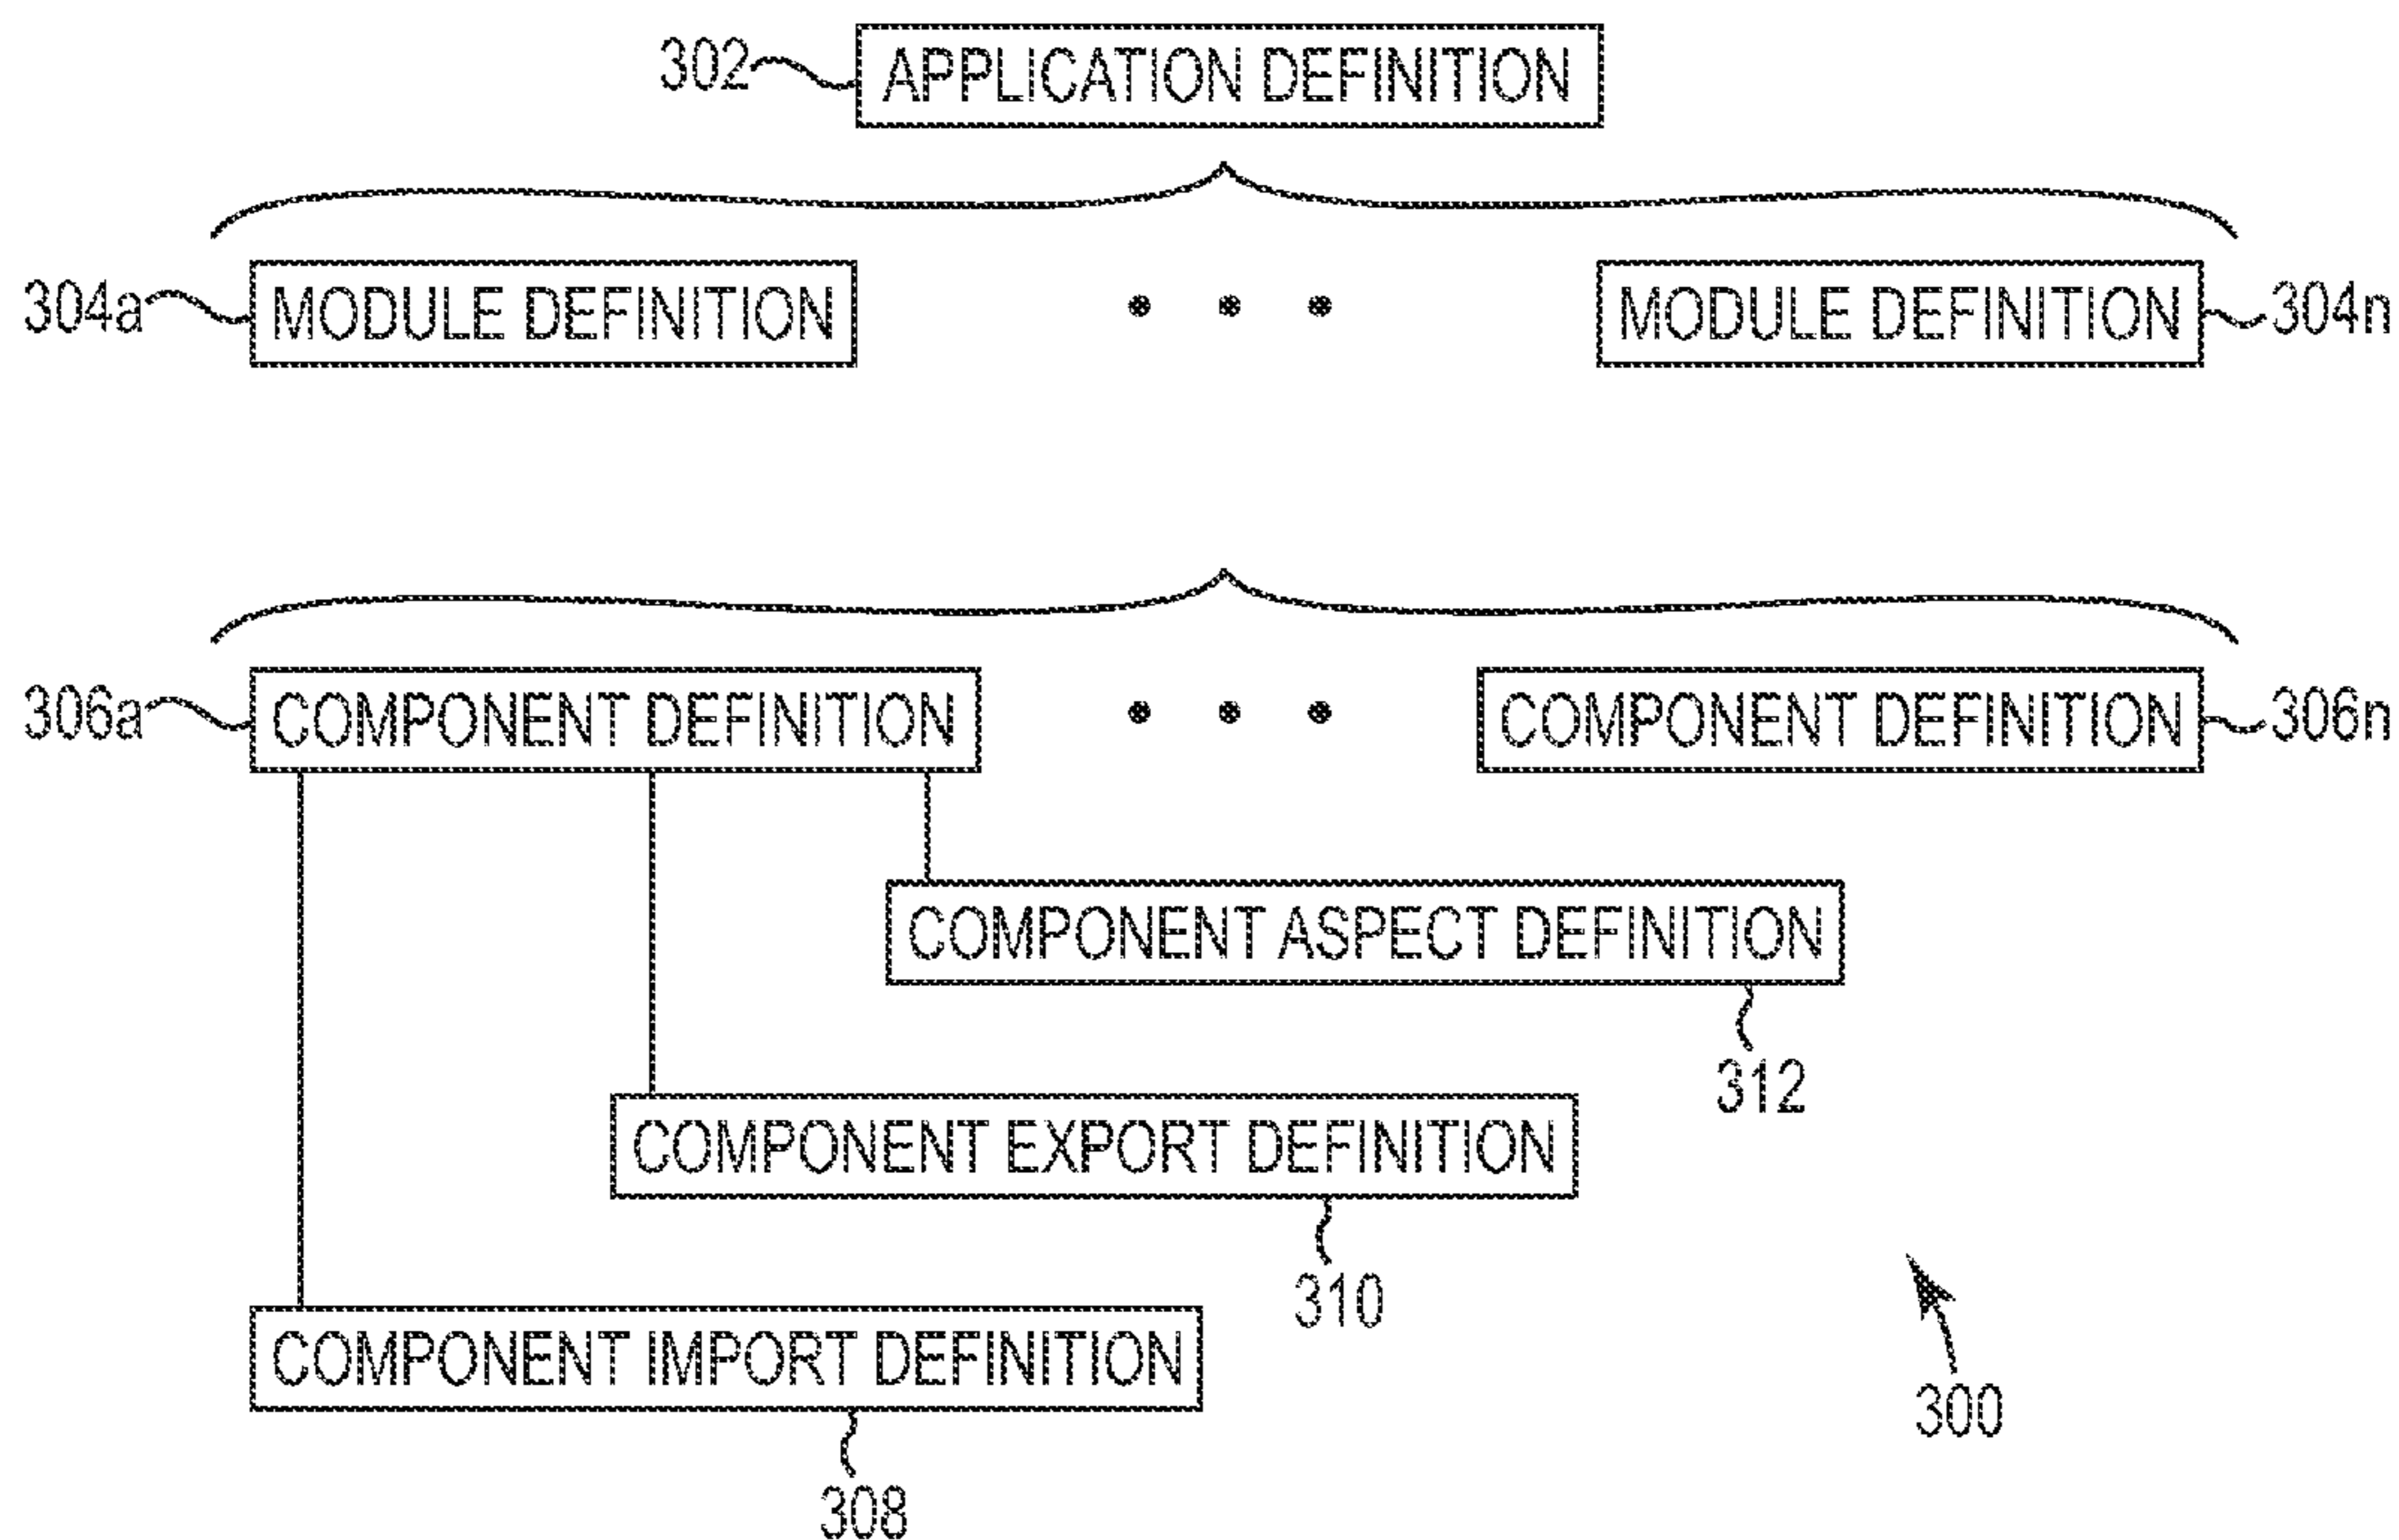 302 APPLICATION DEFINITION
304a MODULE DEFINITION • • • MODULE DEFINITION 304n
306a COMPONENT DEFINITION • • • COMPONENT DEFINITION 306n
COMPONENT ASPECT DEFINITION
312
COMPONENT EXPORT DEFINITION
310
COMPONENT IMPORT DEFINITION
300
308